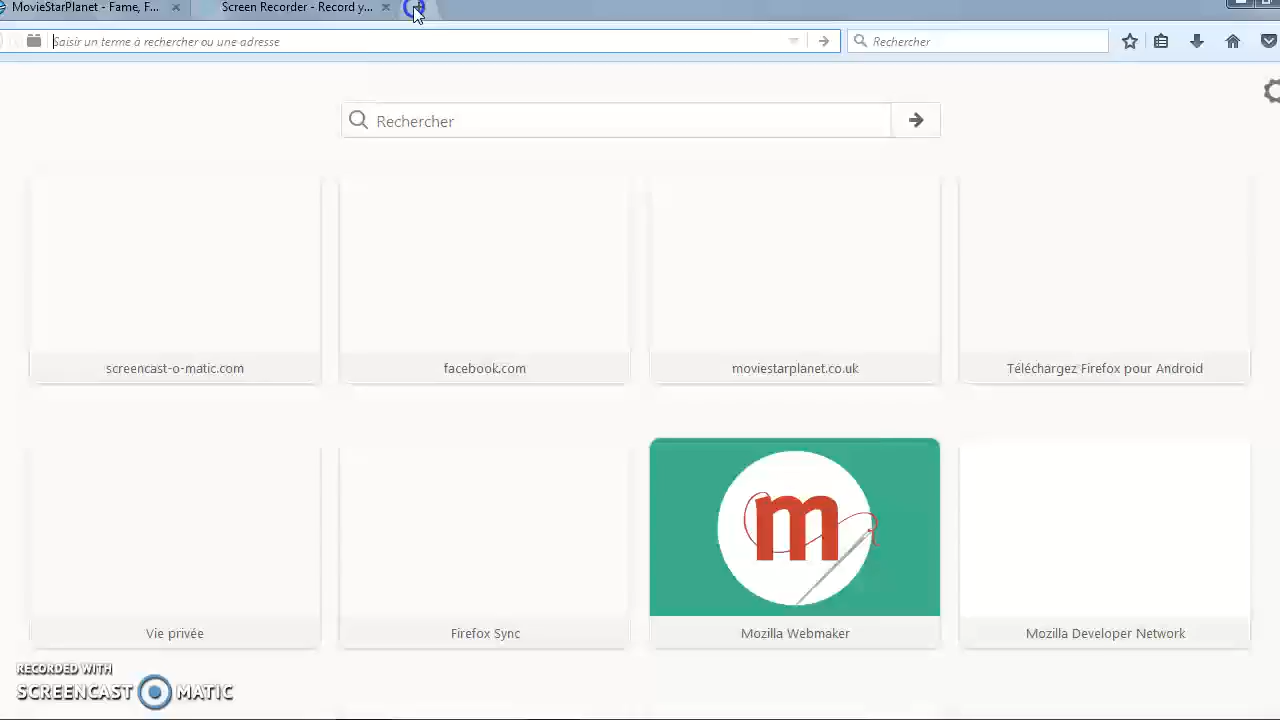 MovieStarPlanet - Fame, F...
Screen Recorder - Record y...
Saisir un terme à rechercher ou une adresse
Rechercher
Rechercher
screencast-o-matic.com
facebook.com
moviestarplanet.co.uk
Téléchargez Firefox pour Android
m
Vie privée
Firefox Sync
Mozilla Webmaker
Mozilla Developer Network
RECORDED WITH
SCREENCAST MATIC